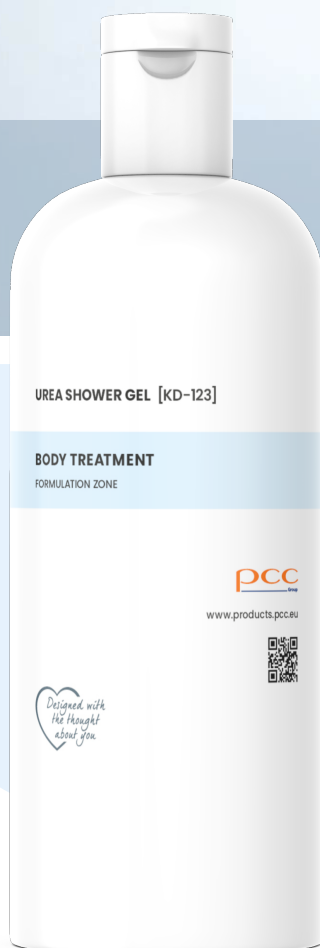 UREA SHOWER GEL [KD-123]
BODY TREATMENT
FORMULATION ZONE
pcc
Group
www.products.pcc.eu
Designed with
the thought
about you